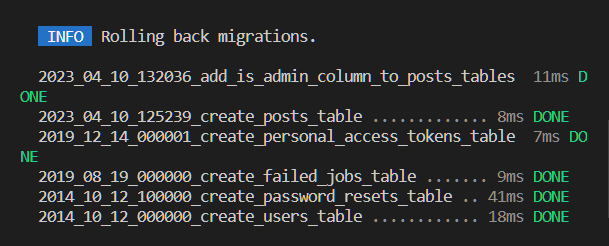 INFO Rolling back migrations.
2023_04_10_132036_add_is_admin_column_to_posts_tables 11ms D
ONE
2023_04_10_125239_create_posts_table ............. 8ms DONE
2019_12_14_000001_create_personal_access_tokens_table 7ms DO
NE
2019_08_19_000000_create_failed_jobs_table ....... 9ms DONE
2014_10_12_100000_create_password_resets_table .. 41ms DONE
2014_10_12_000000_create_users_table ............ 18ms DONE